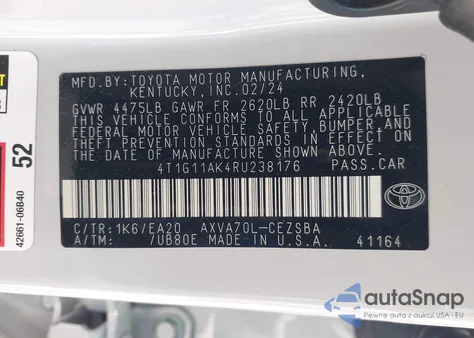 MFD.BY:TOYOTA MOTOR MANUFACTURING,
KENTUCKY, INC.02/24
GVWR 4475LB GAWR FR 2620LB RR 2420LB
THIS VEHICLE CONFORMS TO ALL APPLICABLE
FEDERAL MOTOR VEHICLE SAFETY, BUMPER, AND
THEFT PREVENTION STANDARDS IN EFFECT ON
THE DATE OF MANUFACTURE SHOWN ABOVE.
4T1G11AK4RU238176 PASS.CAR
C/TR:1K6/EA20 AXVA70L-CEZSBA
A/TM: /UB80E MADE IN U.S.A. 41164
TOYOTA
52
42661-06B40
autoSnap
Pewne auta z aukcji USA i EU